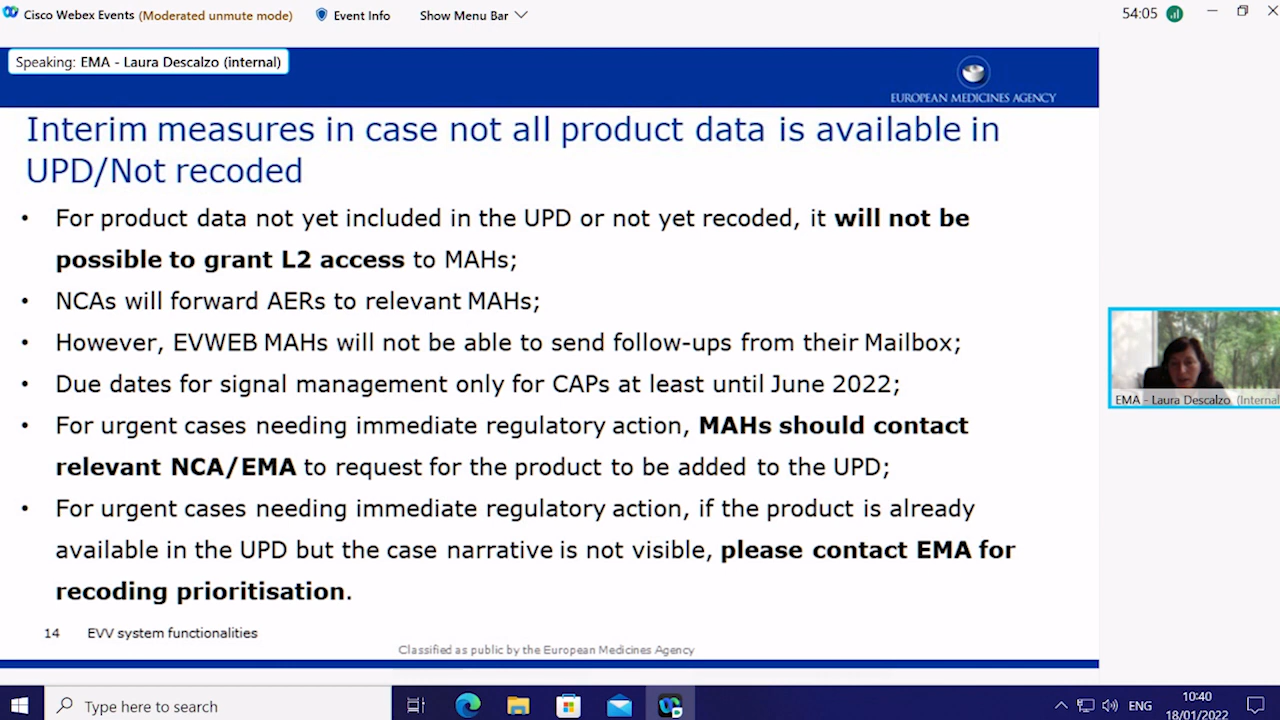 Cisco Webex Events (Moderated unmute mode)
Event Info
Show Menu Bar
54:05
Speaking: EMA - Laura Descalzo (internal)
EUROPEAN MEDICINES AGENCY
Interim measures in case not all product data is available in
UPD/Not recoded
• For product data not yet included in the UPD or not yet recoded, it will not be
possible to grant L2 access to MAHs;
• NCAs will forward AERs to relevant MAHs;
• However, EVWEB MAHs will not be able to send follow-ups from their Mailbox;
• Due dates for signal management only for CAPs at least until June 2022;
• For urgent cases needing immediate regulatory action, MAHs should contact
relevant NCA/EMA to request for the product to be added to the UPD;
• For urgent cases needing immediate regulatory action, if the product is already
available in the UPD but the case narrative is not visible, please contact EMA for
recoding prioritisation.
14 EVV system functionalities
Classified as public by the European Medicines Agency
EMA - Laura Descalzo (Internal
Type here to search
ENG
10:40
18/01/2022